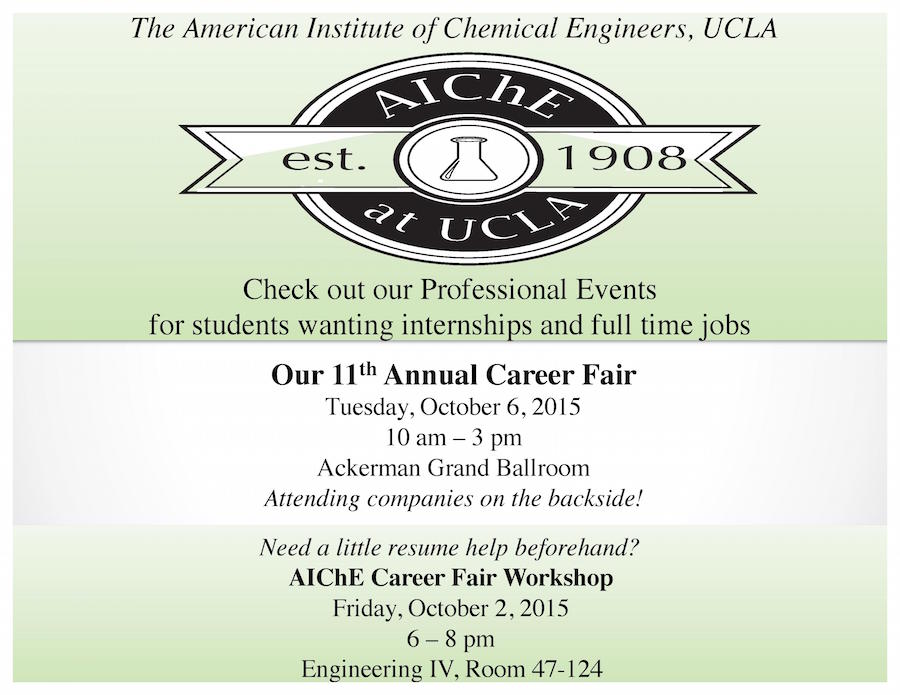 The American Institute of Chemical Engineers, UCLA
AIChE
est. 1908
at UCLA
Check out our Professional Events
for students wanting internships and full time jobs
Our 11th Annual Career Fair
Tuesday, October 6, 2015
10 am – 3 pm
Ackerman Grand Ballroom
Attending companies on the backside!
Need a little resume help beforehand?
AIChE Career Fair Workshop
Friday, October 2, 2015
6 – 8 pm
Engineering IV, Room 47-124